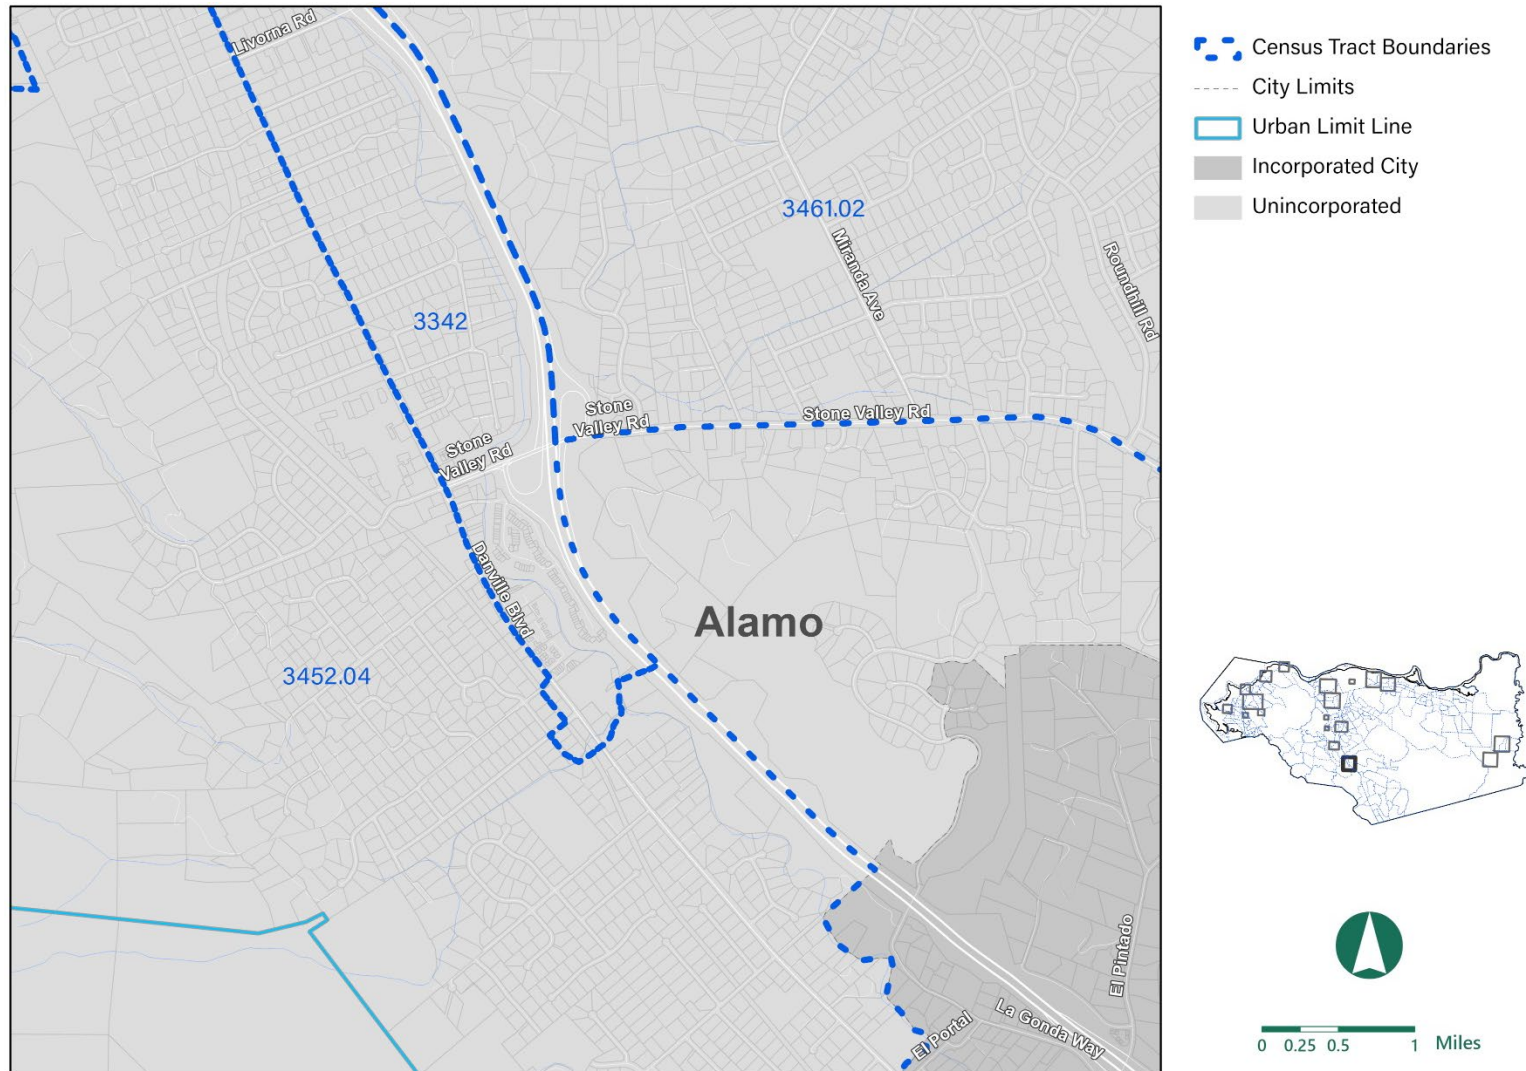 Livorna Rd
3461.02
Miranda Ave
Roundhill Rd
3342
Stone
Valley Rd
Stone Valley Rd
Stone
Valley Rd
Danville Blvd
Alamo
3452.04
El Pintado
La Gonda Way
El Portal
Census Tract Boundaries
City Limits
Urban Limit Line
Incorporated City
Unincorporated
0 0.25 0.5 1 Miles